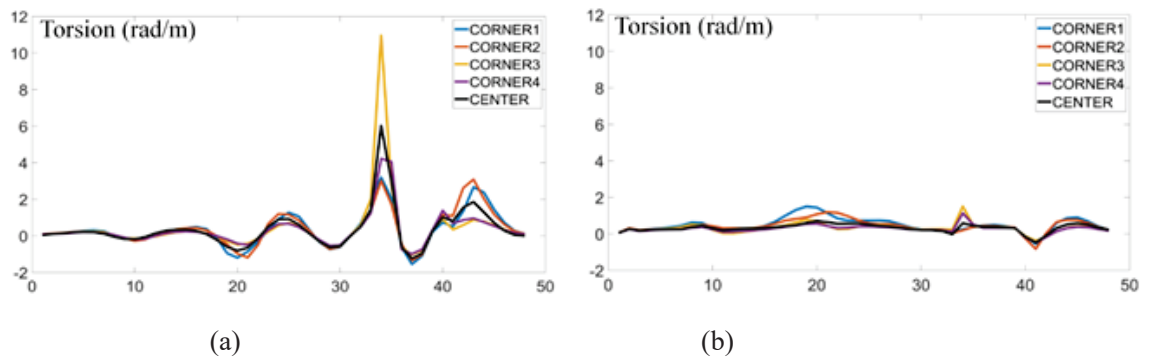 Torsion (rad/m)
12
10
8
6
4
2
0
-2
0
10
20
30
40
50
CORNER1
CORNER2
CORNER3
CORNER4
CENTER
(a)
Torsion (rad/m)
12
10
8
6
4
2
0
-2
0
10
20
30
40
50
CORNER1
CORNER2
CORNER3
CORNER4
CENTER
(b)